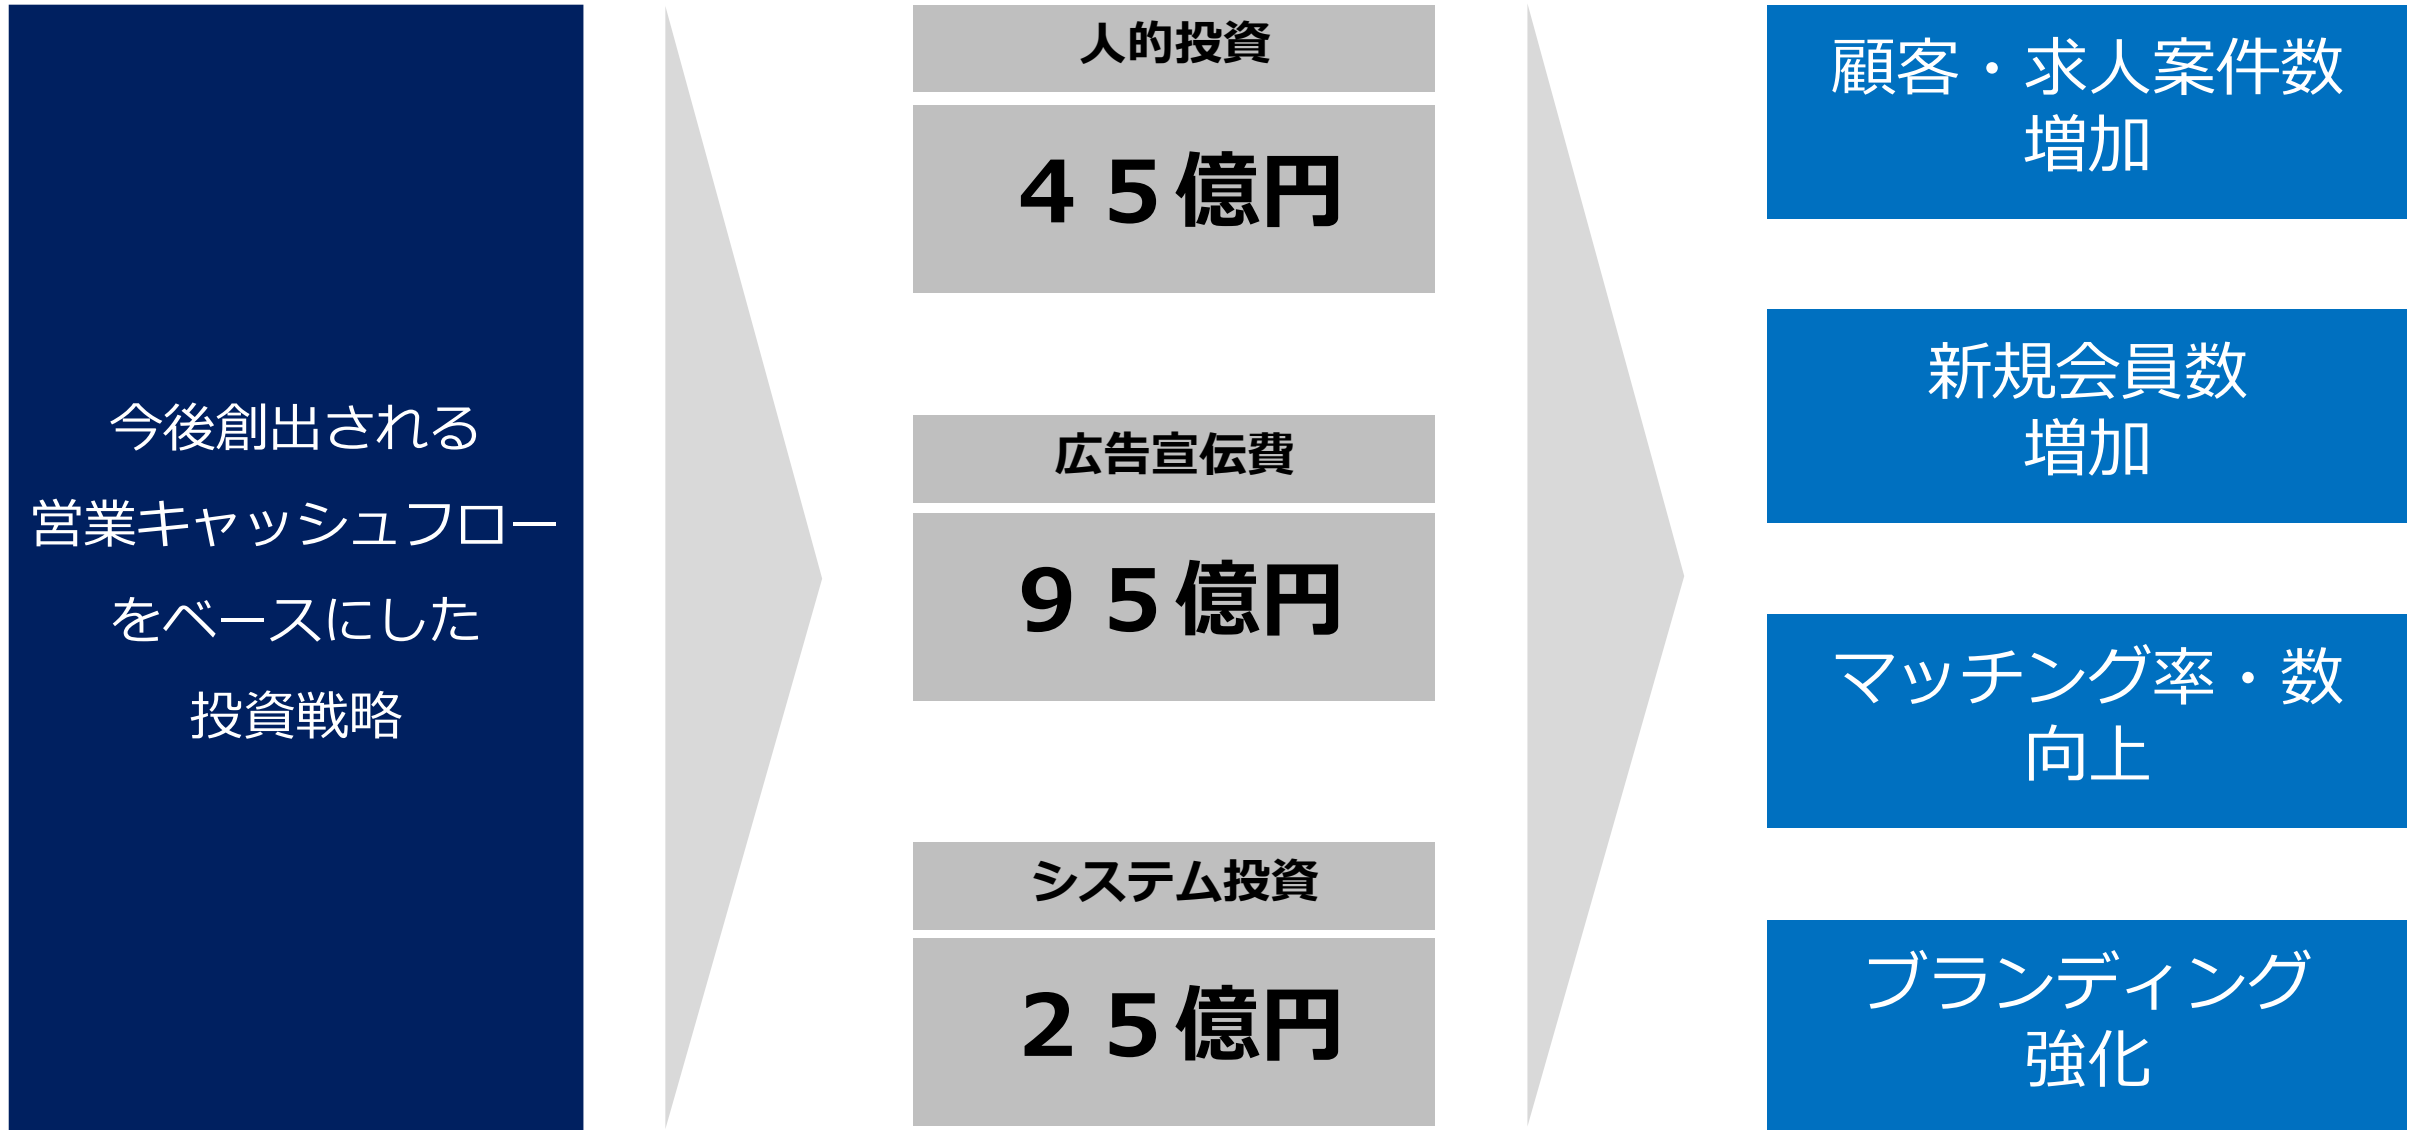 今後創出される
営業キャッシュフロー
をベースにした
投資戦略
人的投資
４５億円
広告宣伝費
９５億円
システム投資
２５億円
顧客・求人案件数
増加
新規会員数
増加
マッチング率・数
向上
ブランディング
強化